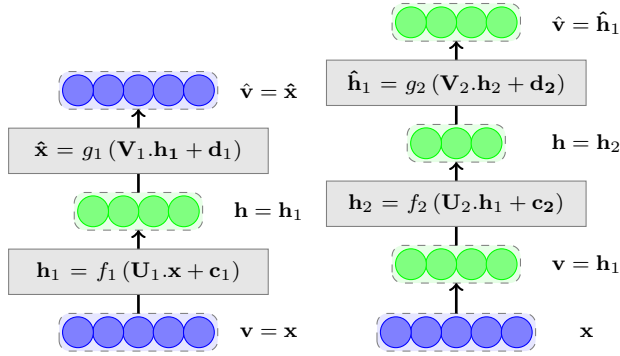 v̂ = x̂
x̂ = g₁ (V₁.h₁ + d₁)
h = h₁
h₁ = f₁ (U₁.x + c₁)
v = x
v̂ = ĥ₁
ĥ₁ = g₂ (V₂.h₂ + d₂)
h = h₂
h₂ = f₂ (U₂.h₁ + c₂)
v = h₁
x